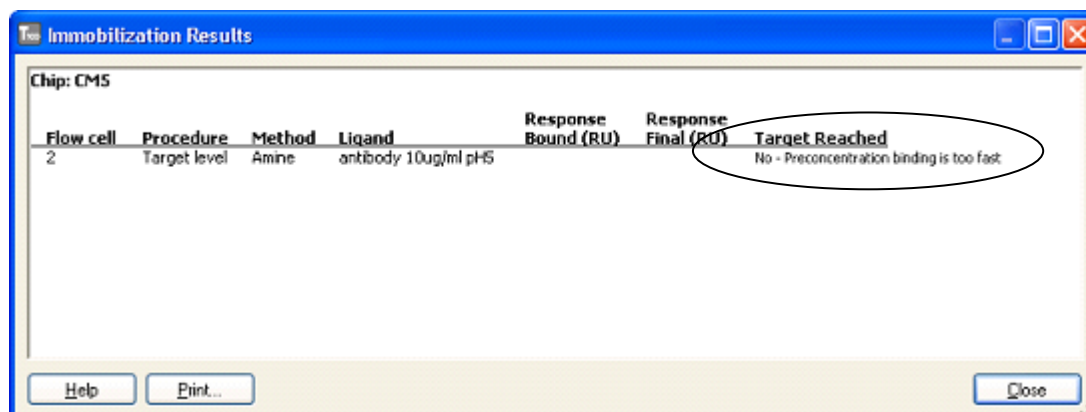 T100 Immobilization Results
Chip: CM5
Response Response
Flow cell Procedure Method Ligand Bound (RU) Final (RU) Target Reached
2 Target level Amine antibody 10ug/ml pH5 No - Preconcentration binding is too fast
Help Print... Close